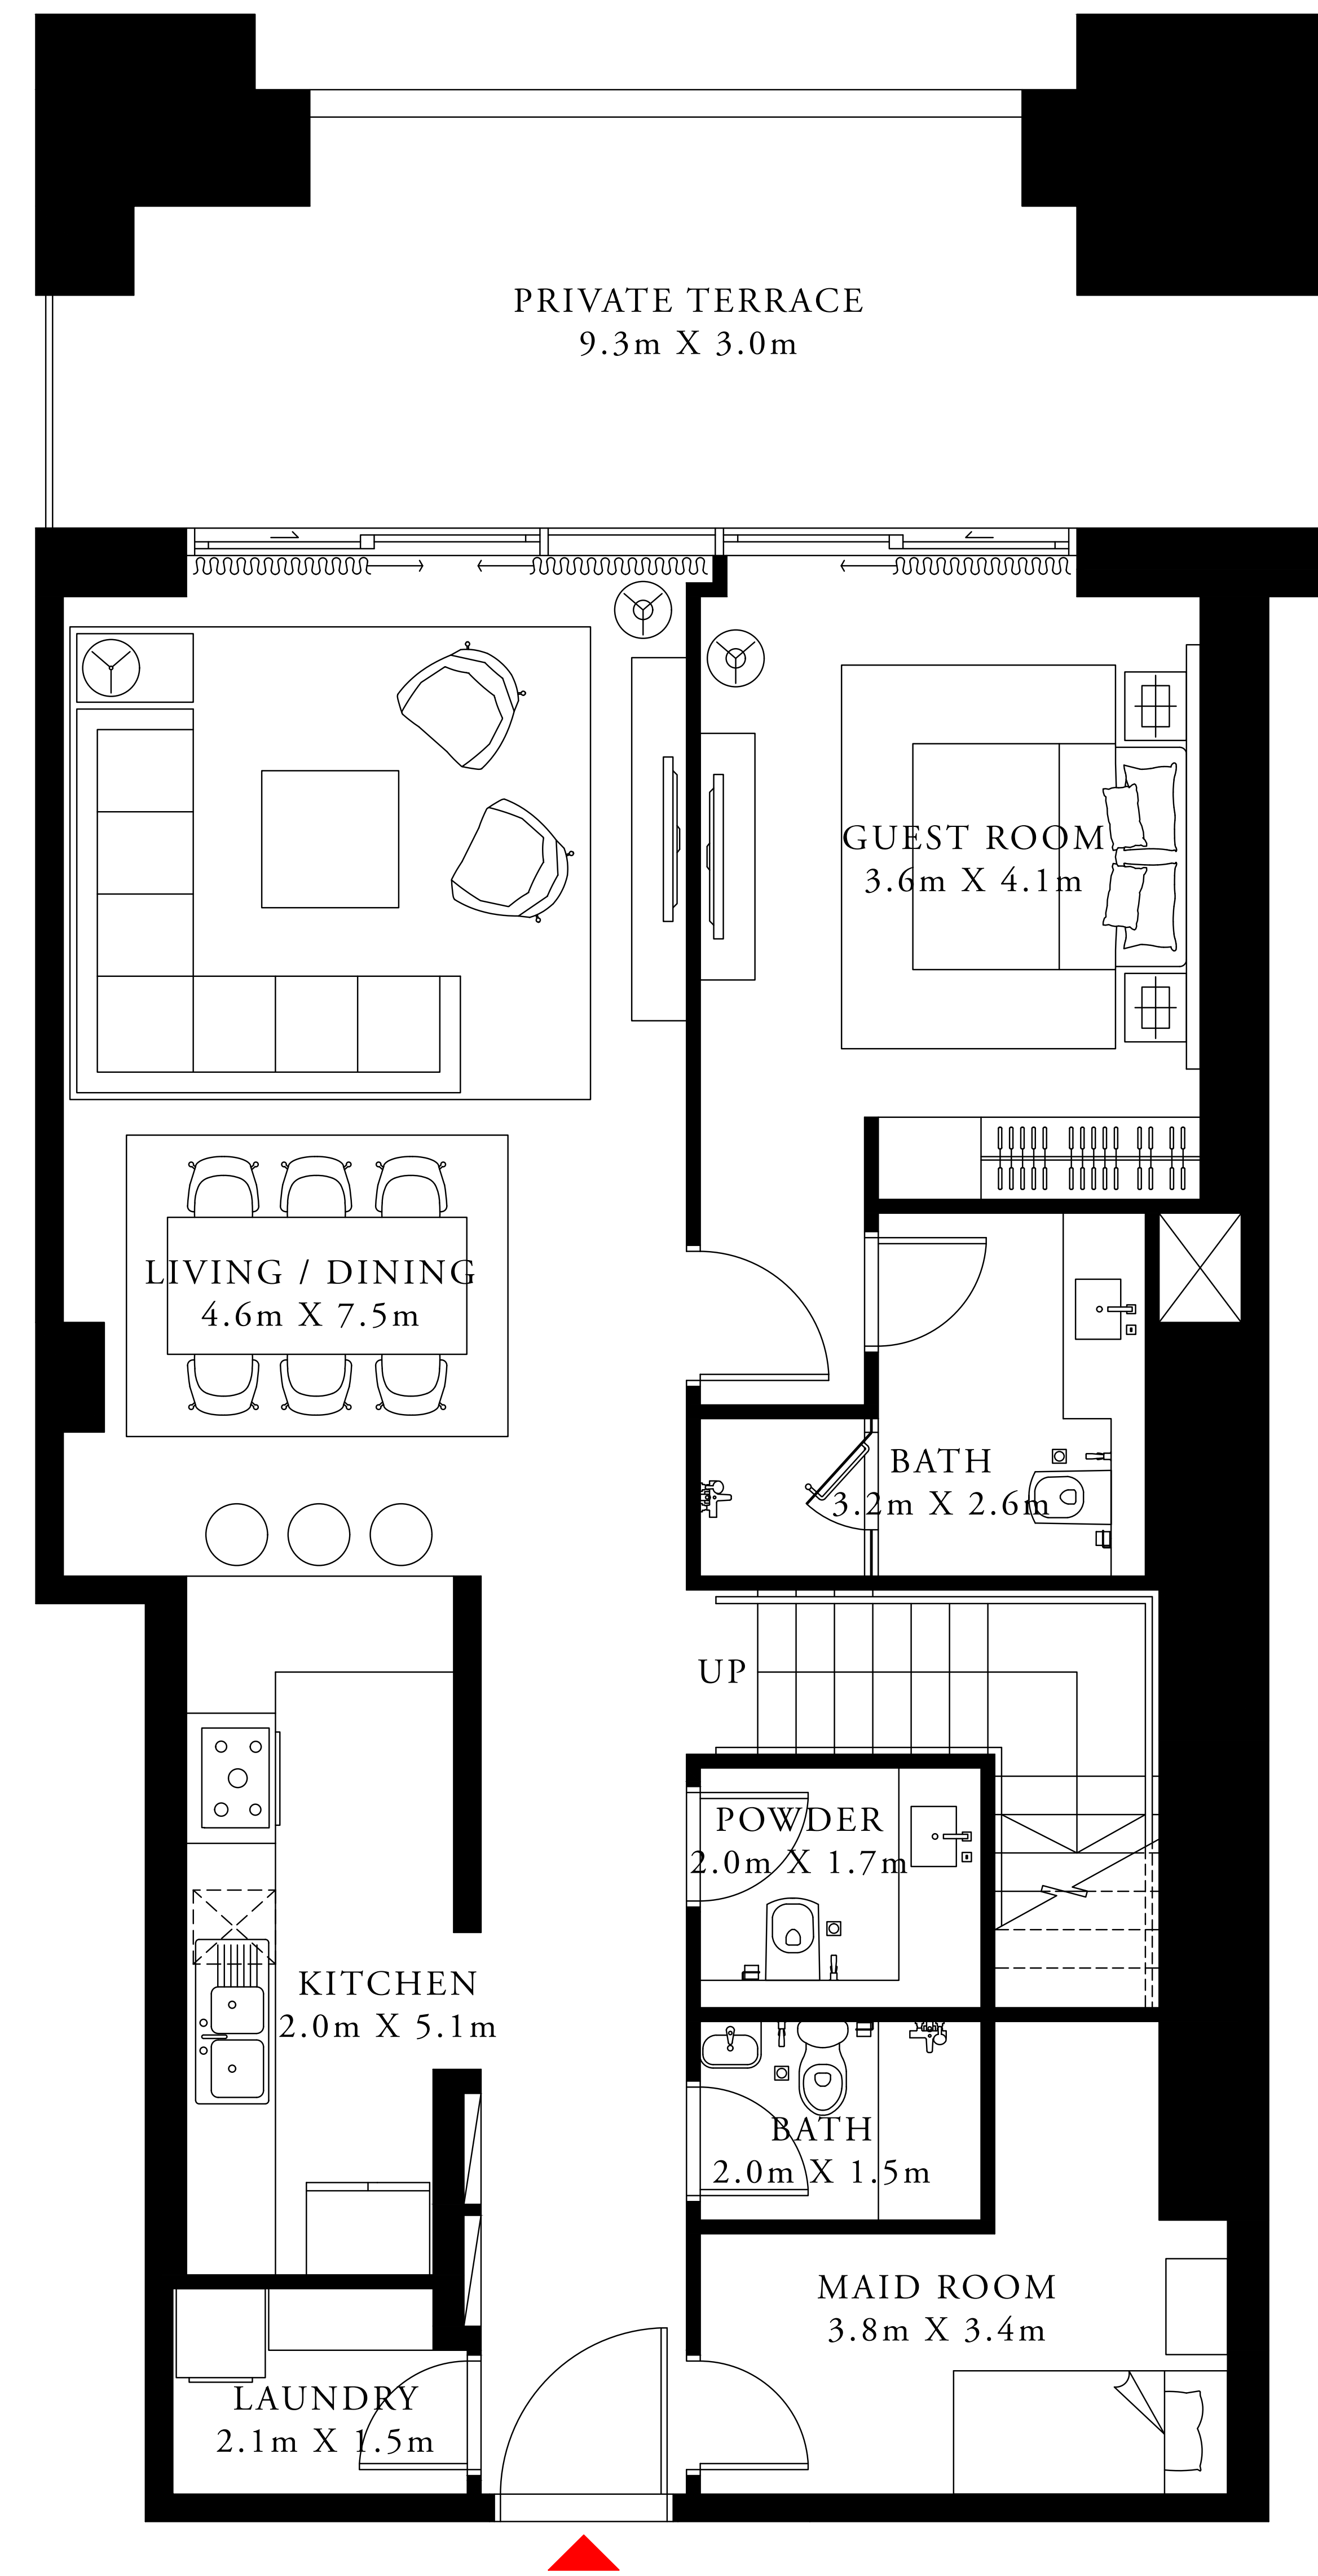 PRIVATE TERRACE
9.3m X 3.0m
GUEST ROOM
3.6m X 4.1m
LIVING / DINING
4.6m X 7.5m
BATH
3.2m X 2.6m
UP
POWDER
2.0m X 1.7m
KITCHEN
2.0m X 5.1m
BATH
2.0m X 1.5m
MAID ROOM
3.8m X 3.4m
LAUNDRY
2.1m X 1.5m